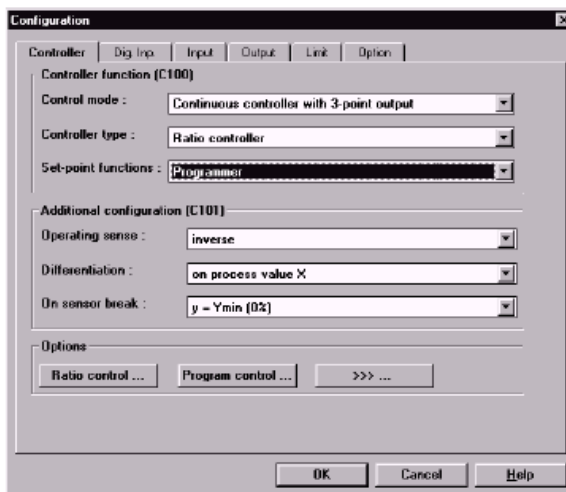 Configuration
Controller Dig. Inp. Input Output Limit Option
Controller function (C100)
Control mode : Continuous controller with 3-point output
Controller type : Ratio controller
Set-point functions : Programmer
Additional configuration (C101)
Operating sense : inverse
Differentiation : on process value X
On sensor break : y = Ymin (0%)
Options
Ratio control ... Program control ... >>> ...
OK Cancel Help